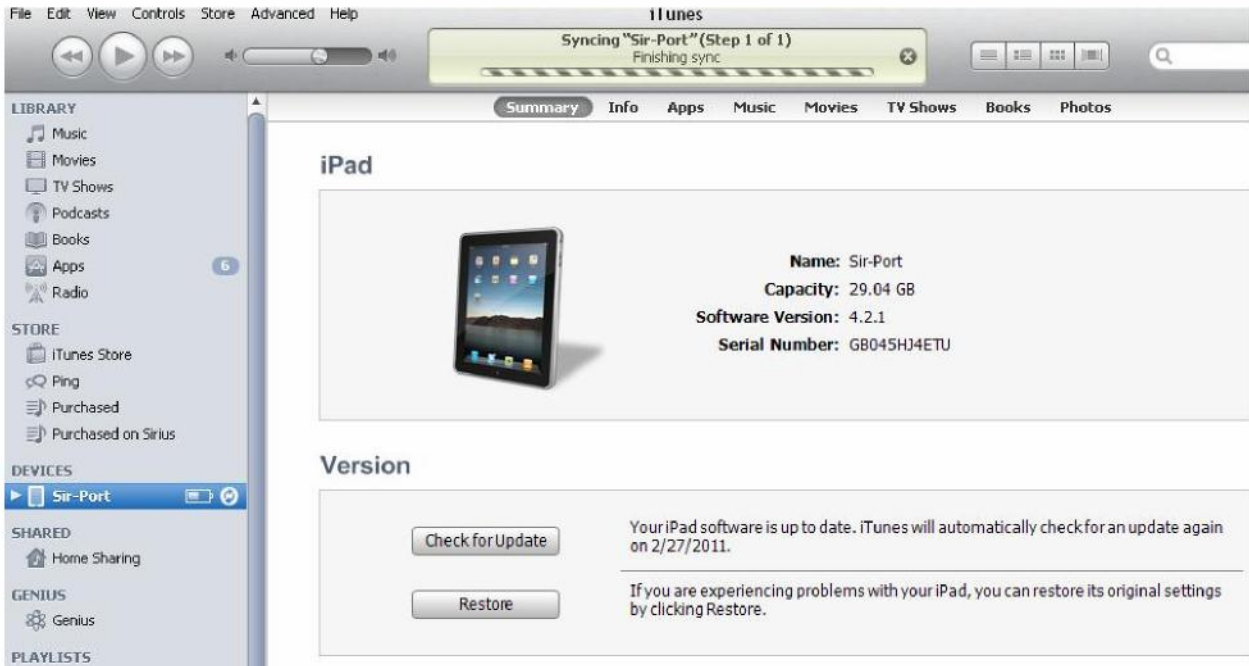 File Edit View Controls Store Advanced Help
iTunes
Syncing "Sir-Port" (Step 1 of 1)
Finishing sync
Summary Info Apps Music Movies TV Shows Books Photos
LIBRARY
Music
Movies
TV Shows
Podcasts
Books
Apps 6
Radio
STORE
iTunes Store
Ping
Purchased
Purchased on Sirius
DEVICES
Sir-Port
SHARED
Home Sharing
GENIUS
Genius
PLAYLISTS
iPad
Name: Sir-Port
Capacity: 29.04 GB
Software Version: 4.2.1
Serial Number: GB045HJ4ETU
Version
Check for Update
Your iPad software is up to date. iTunes will automatically check for an update again
on 2/27/2011.
Restore
If you are experiencing problems with your iPad, you can restore its original settings
by clicking Restore.